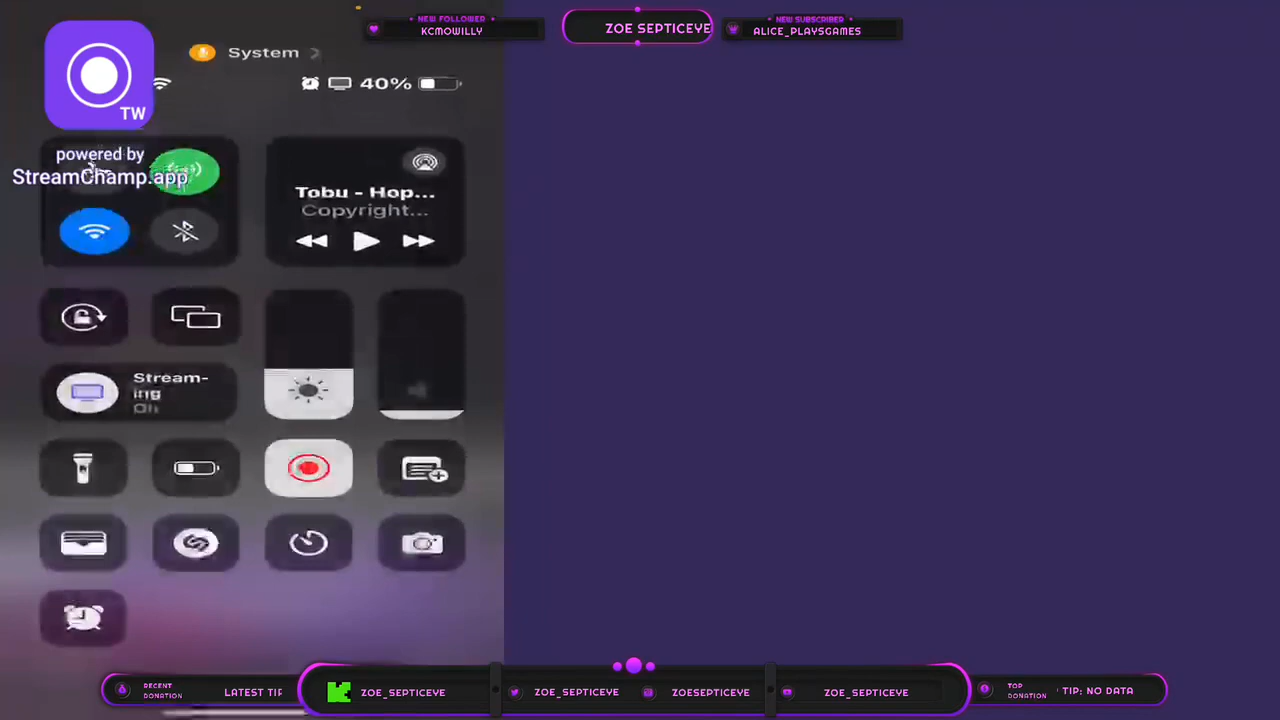 NEW FOLLOWER
KCMOWILLY
ZOE SEPTICEYE
NEW SUBSCRIBER
ALICE_PLAYSGAMES
System
TW
40%
powered by
StreamChamp.app
Tobu - Hop...
Copyright...
Stream-
ing
On
RECENT
DONATION
LATEST TIP
ZOE_SEPTICEYE
ZOE_SEPTICEYE
ZOESEPTICEYE
ZOE_SEPTICEYE
TOP
DONATION
TIP: NO DATA